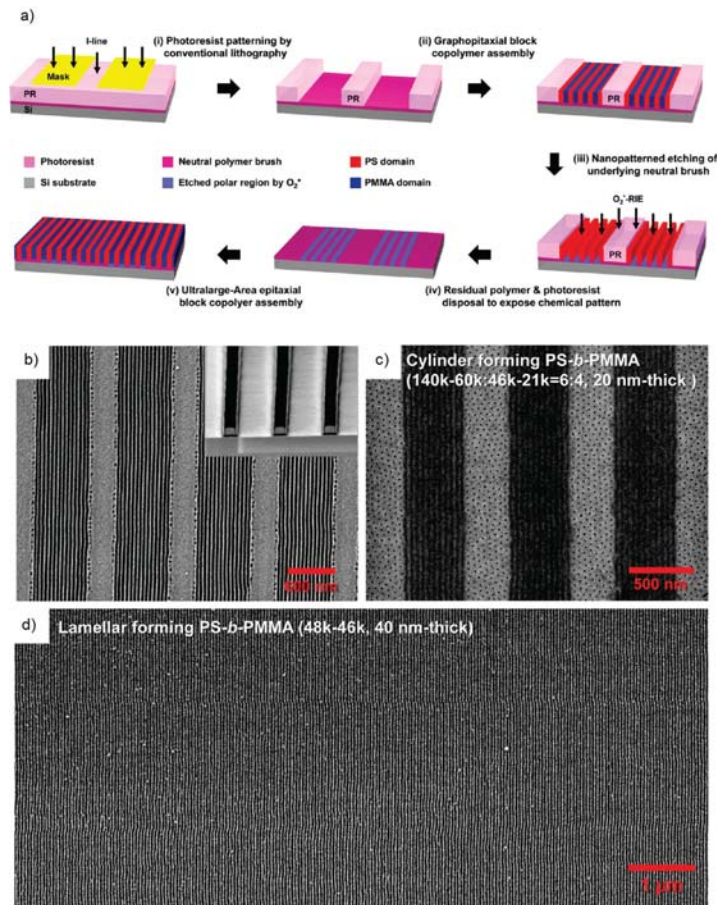 a)
I-line
Mask
PR
Si
(i) Photoresist patterning by
conventional lithography
PR
(ii) Graphopitaxial block
copolymer assembly
PR
Photoresist
Neutral polymer brush
PS domain
Si substrate
Etched polar region by O₂*
PMMA domain
(iii) Nanopatterned etching of
underlying neutral brush
O₂*-RIE
PR
(v) Ultralarge-Area epitaxial
block copolyer assembly
(iv) Residual polymer & photoresist
disposal to expose chemical pattern
b)
nm
c)
Cylinder forming PS-b-PMMA
(140k-60k:46k-21k=6:4, 20 nm-thick )
500 nm
d)
Lamellar forming PS-b-PMMA (48k-46k, 40 nm-thick)
1 μm